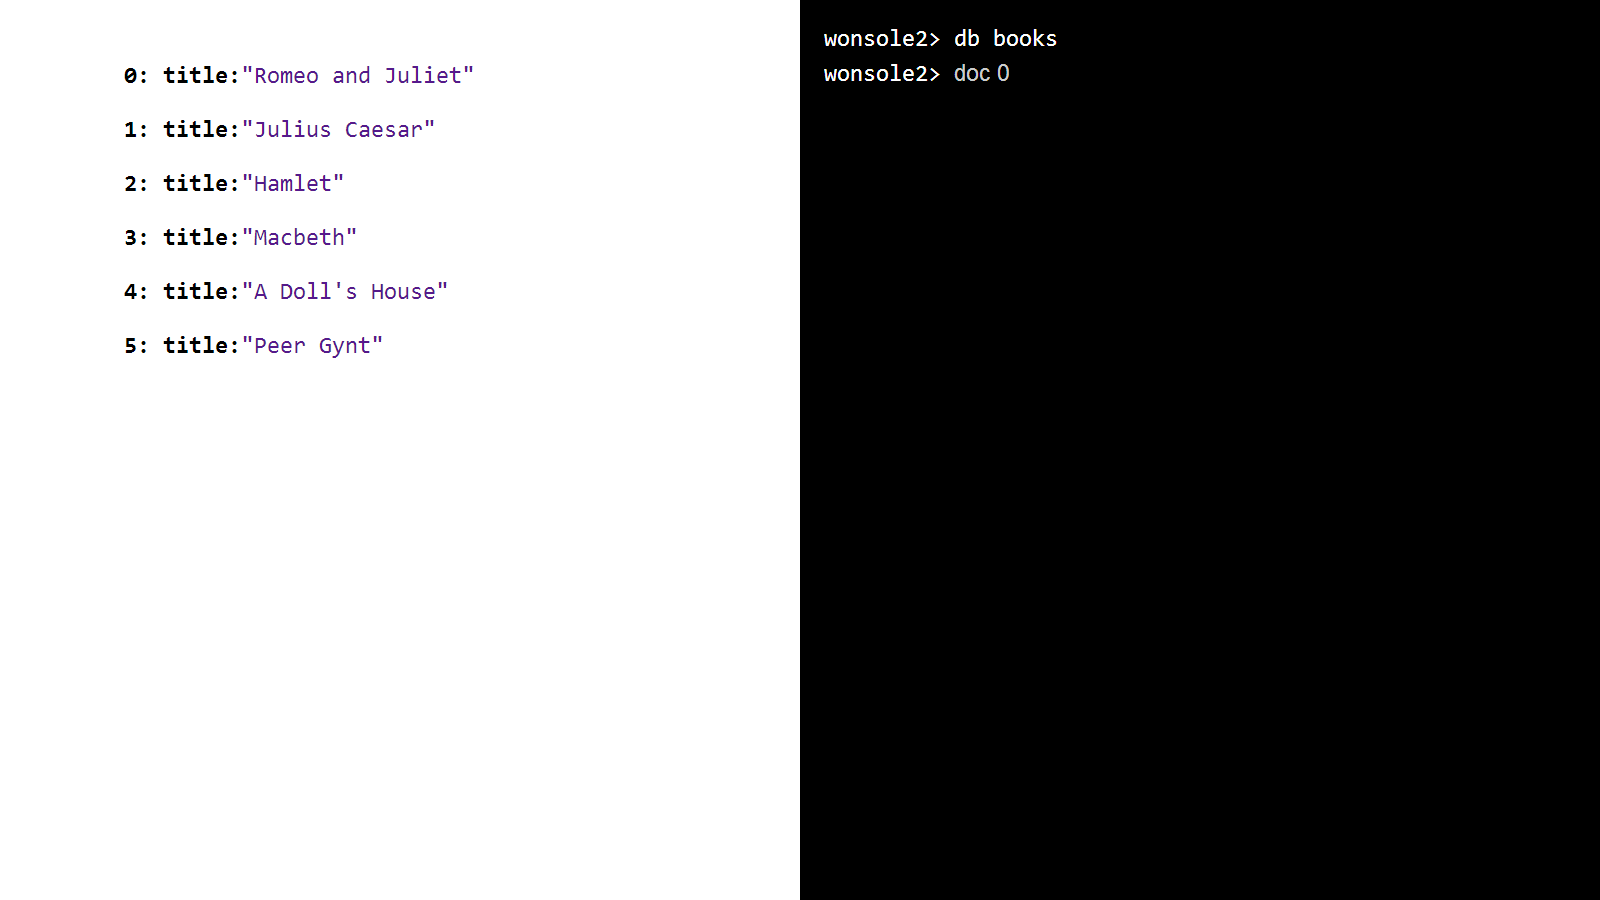 0: title:"Romeo and Juliet"
1: title:"Julius Caesar"
2: title:"Hamlet"
3: title:"Macbeth"
4: title:"A Doll's House"
5: title:"Peer Gynt"
wonsole2> db books
wonsole2> doc 0